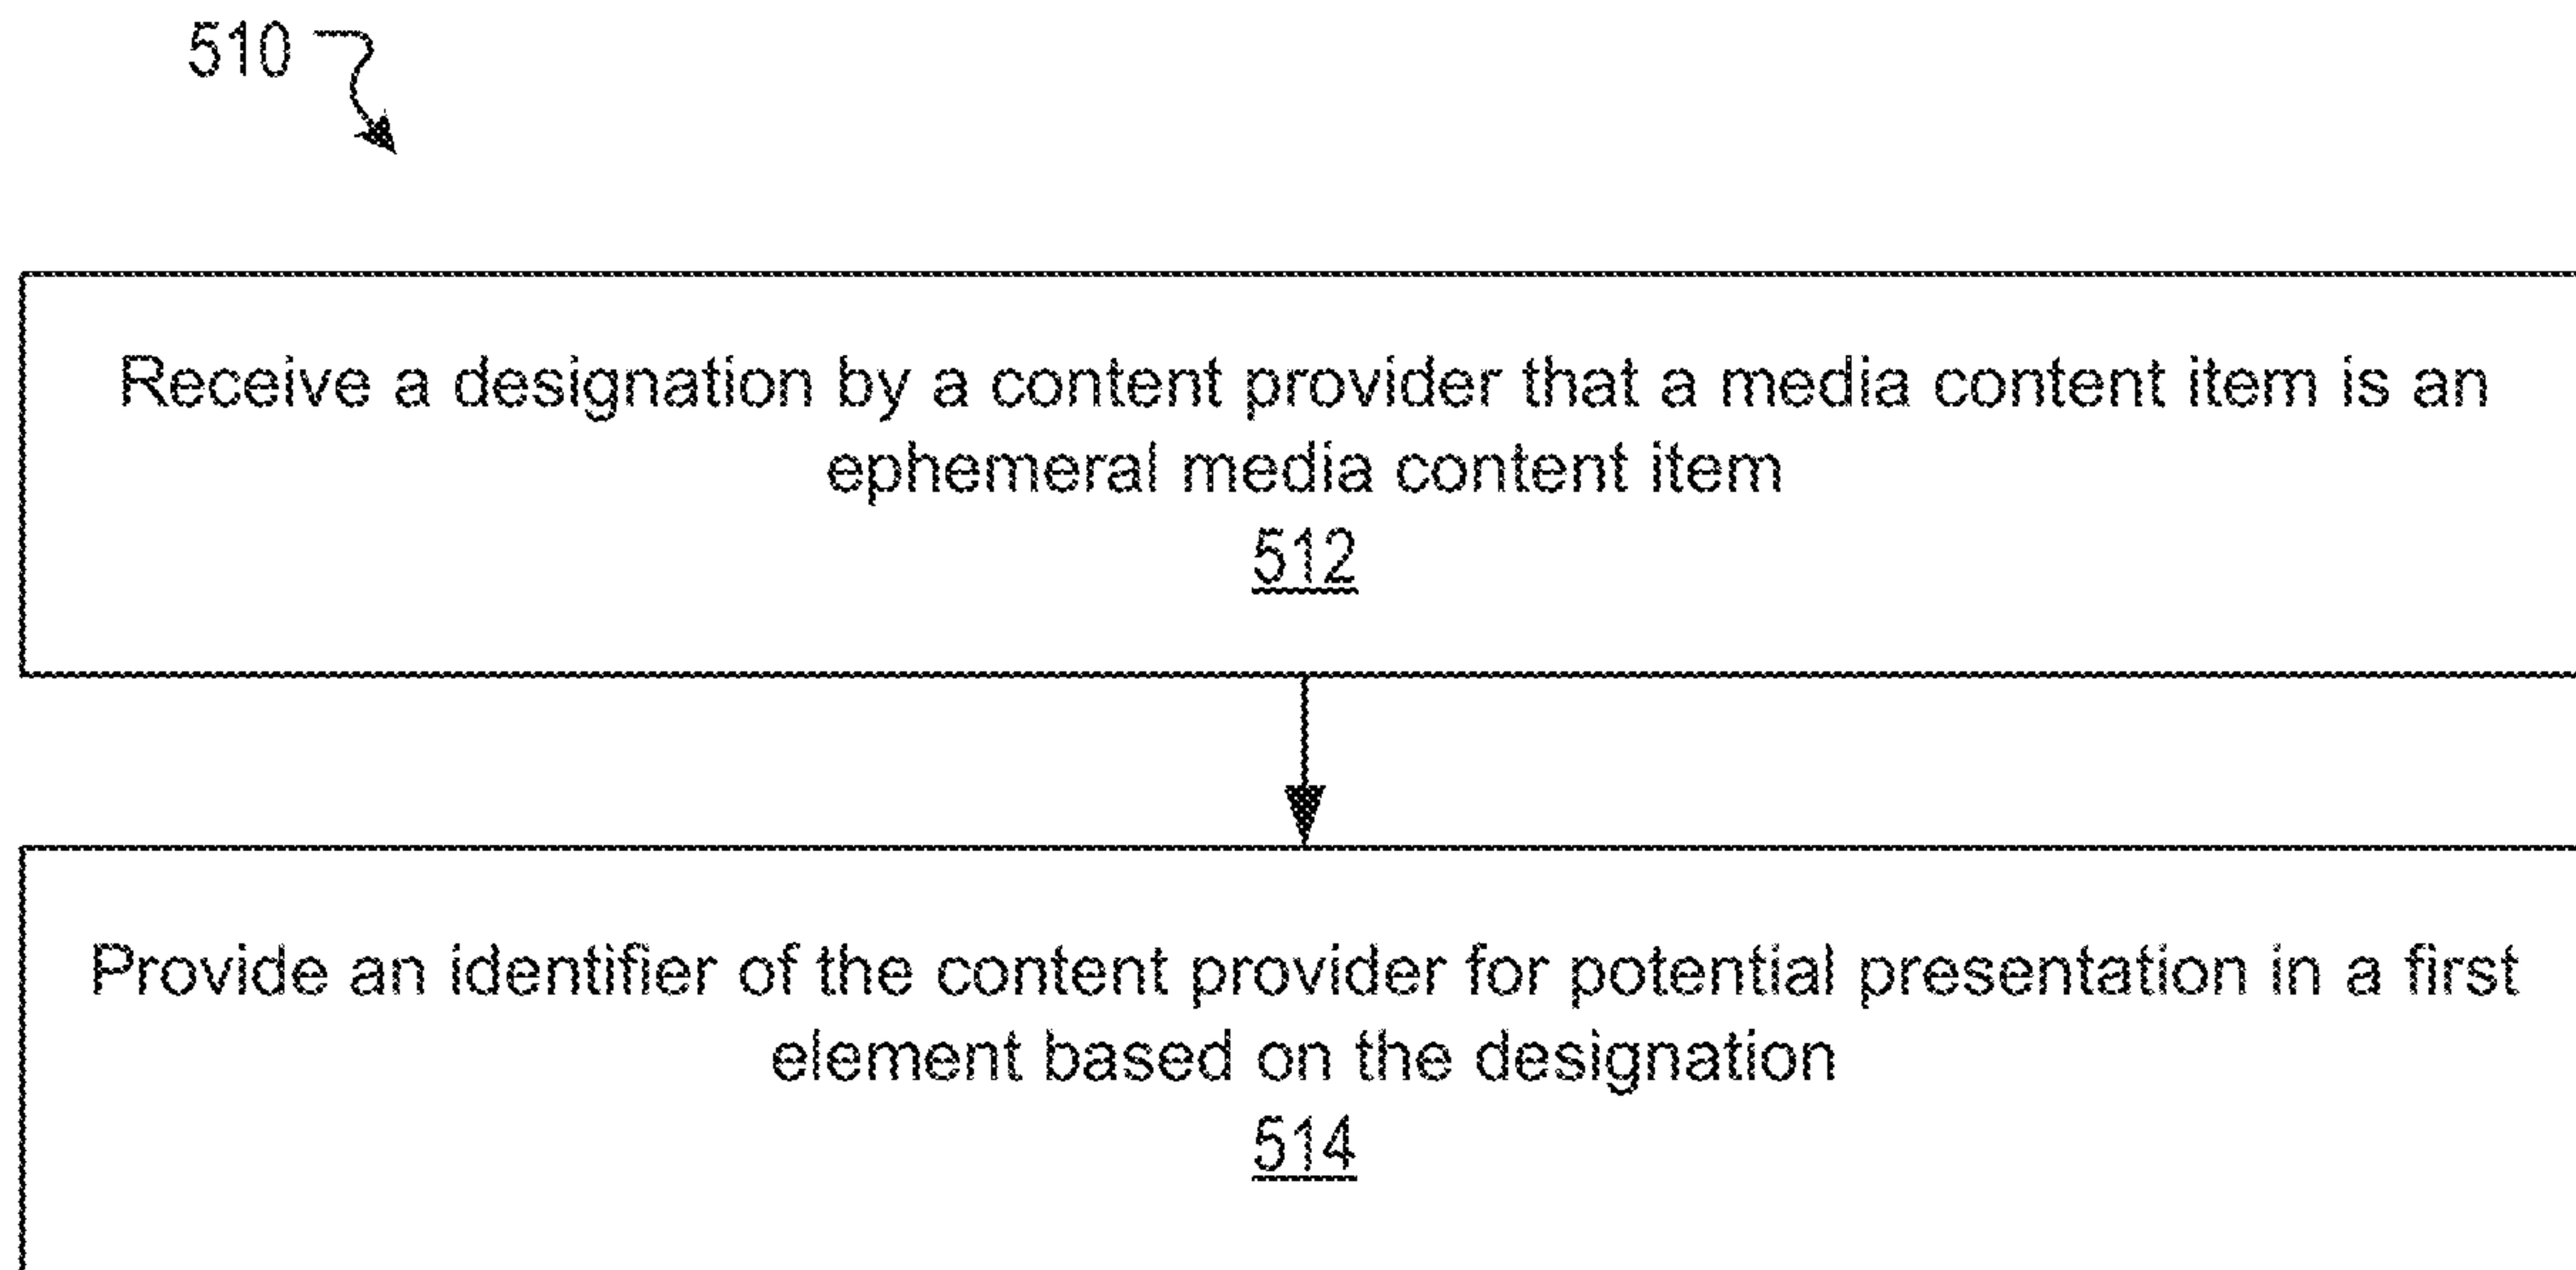 510
Receive a designation by a content provider that a media content item is an
ephemeral media content item
512
Provide an identifier of the content provider for potential presentation in a first
element based on the designation
514